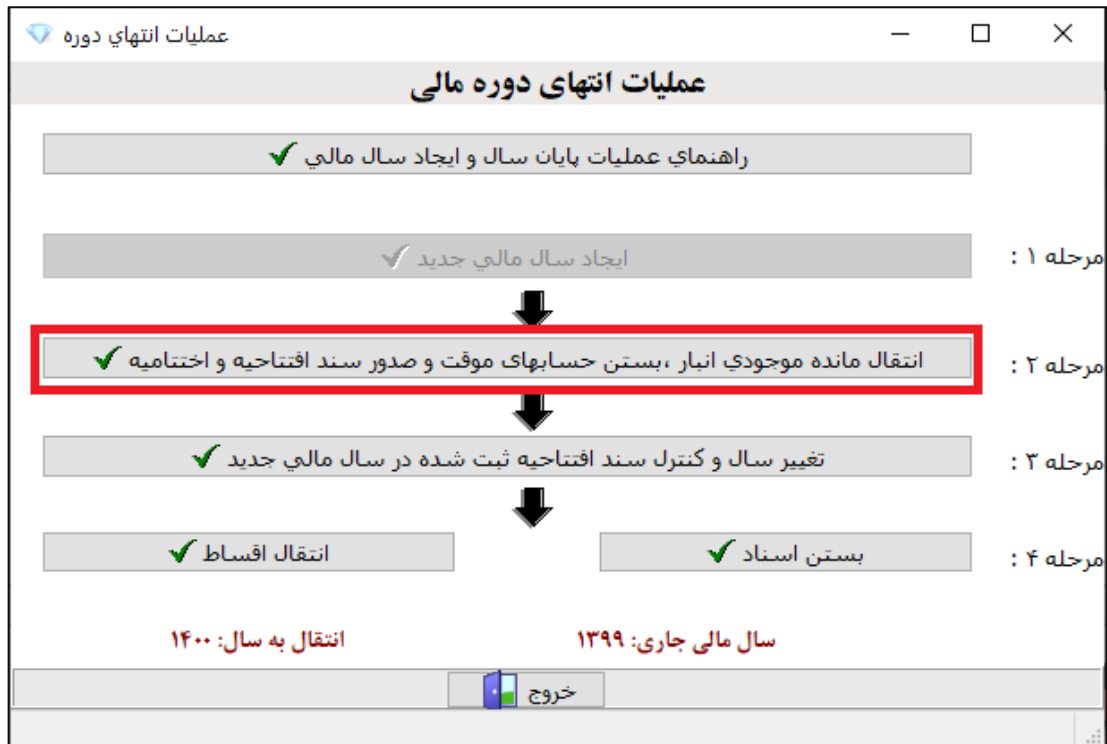 عمليات انتهاي دوره
عملیات انتهای دوره مالی
راهنماي عمليات پايان سال و ايجاد سال مالي
مرحله ۱ : ايجاد سال مالي جديد
مرحله ۲ : انتقال مانده موجودي انبار ،بستن حسابهای موقت و صدور سند افتتاحیه و اختتامیه
مرحله ۳ : تغيير سال و کنترل سند افتتاحيه ثبت شده در سال مالي جديد
مرحله ۴ : بستن اسناد انتقال اقساط
سال مالی جاری: ۱۳۹۹ انتقال به سال: ۱۴۰۰
خروج